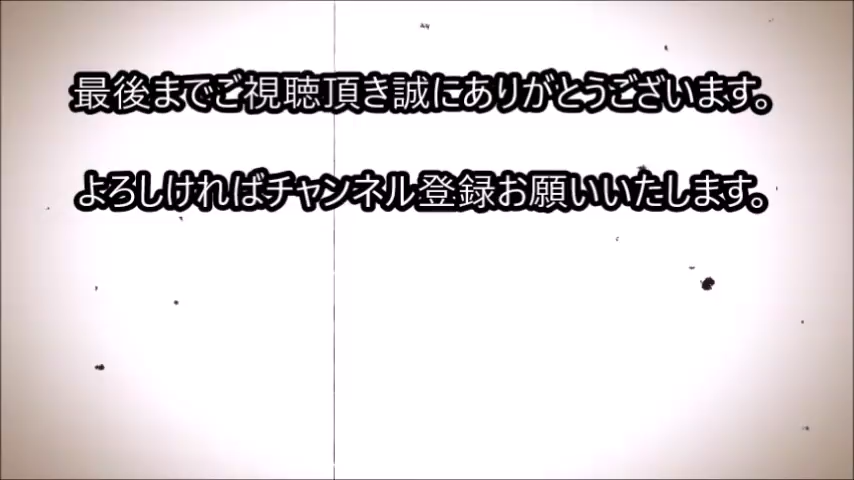 最後までご視聴頂き誠にありがとうございます。
よろしければチャンネル登録お願いいたします。